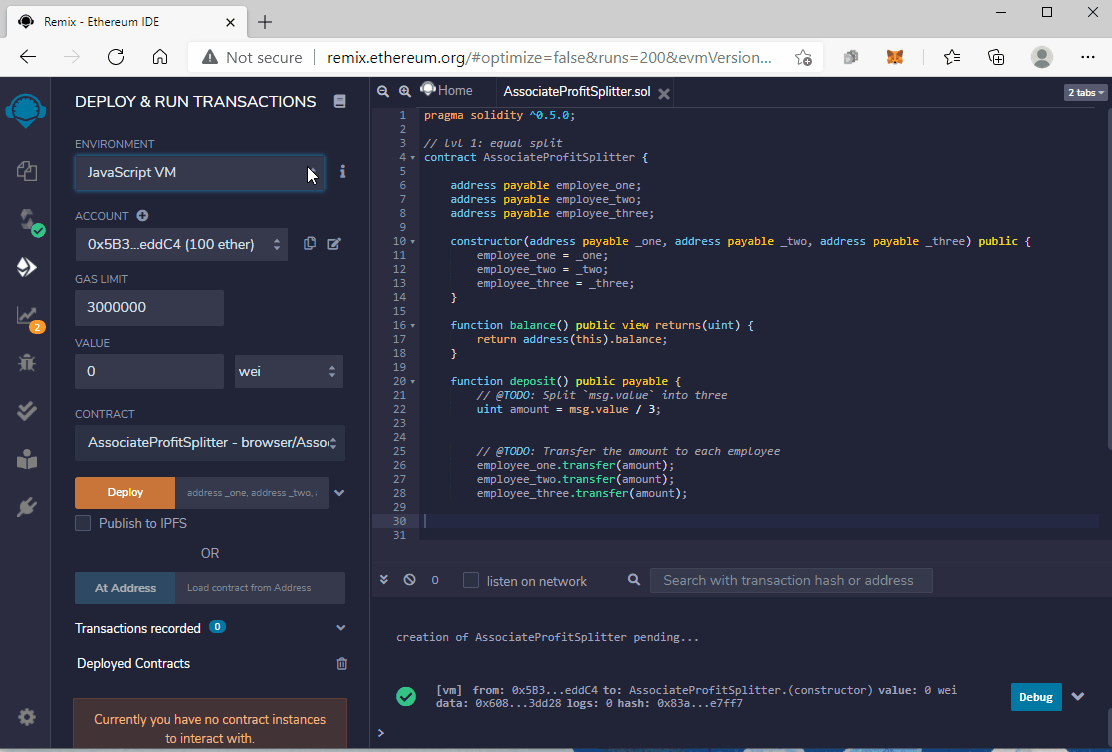 Remix - Ethereum IDE
Not secure
remix.ethereum.org/#optimize=false&runs=200&evmVersion...
DEPLOY & RUN TRANSACTIONS
ENVIRONMENT
JavaScript VM
ACCOUNT
0x5B3...eddC4 (100 ether)
GAS LIMIT
3000000
VALUE
0
wei
CONTRACT
AssociateProfitSplitter - browser/Asso
Deploy
address _one, address _two,
Publish to IPFS
OR
At Address
Load contract from Address
Transactions recorded 0
Deployed Contracts
Currently you have no contract instances
to interact with.
2
Home
AssociateProfitSplitter.sol
2 tabs
1 pragma solidity ^0.5.0;
2
3 // lvl 1: equal split
4 contract AssociateProfitSplitter {
5
6 address payable employee_one;
7 address payable employee_two;
8 address payable employee_three;
9
10 constructor(address payable _one, address payable _two, address payable _three) public {
11 employee_one = _one;
12 employee_two = _two;
13 employee_three = _three;
14 }
15
16 function balance() public view returns(uint) {
17 return address(this).balance;
18 }
19
20 function deposit() public payable {
21 // @TODO: Split `msg.value` into three
22 uint amount = msg.value / 3;
23
24
25 // @TODO: Transfer the amount to each employee
26 employee_one.transfer(amount);
27 employee_two.transfer(amount);
28 employee_three.transfer(amount);
29
30
31
0
listen on network
Search with transaction hash or address
creation of AssociateProfitSplitter pending...
[vm] from: 0x5B3...eddC4 to: AssociateProfitSplitter.(constructor) value: 0 wei
data: 0x608...3dd28 logs: 0 hash: 0x83a...e7ff7
Debug
>